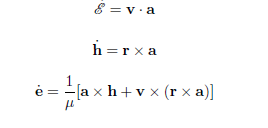 ℰ̇ = v · a
ḣ = r × a
ė = 1/μ [a × h + v × (r × a)]